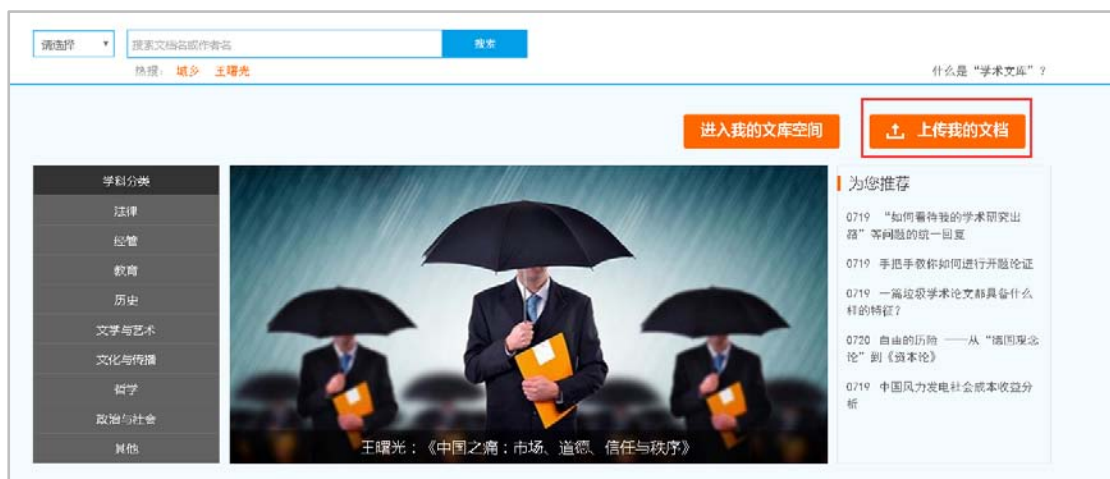 请选择
搜索文档名或作者名
搜索
热搜： 城乡 王曙光
什么是“学术文库”？
进入我的文库空间
上传我的文档
学科分类
法律
经管
教育
历史
文学与艺术
文化与传播
哲学
政治与社会
其他
王曙光：《中国之痛：市场、道德、信任与秩序》
为您推荐
0719 “如何看待我的学术研究出
路”等问题的统一回复
0719 手把手教你如何进行开题论证
0719 一篇垃圾学术论文都具备什么
样的特征？
0720 自由的历险 ——从“德国观念
论”到《资本论》
0719 中国风力发电社会成本收益分
析